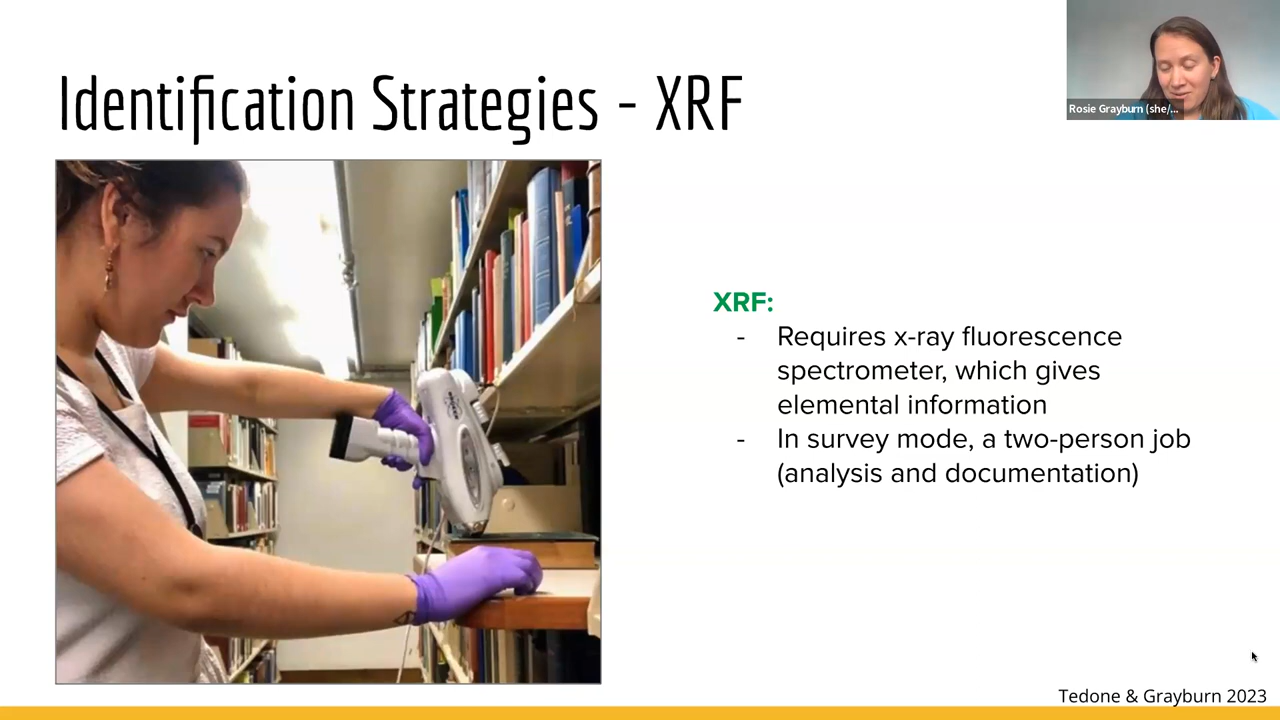 Identification Strategies - XRF
Rosie Grayburn (she/...
XRF:
- Requires x-ray fluorescence
spectrometer, which gives
elemental information
- In survey mode, a two-person job
(analysis and documentation)
Tedone & Grayburn 2023